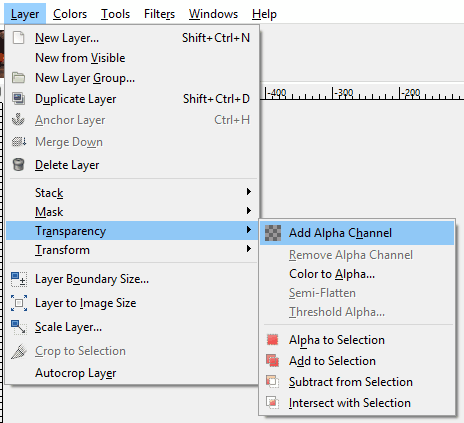 Layer Colors Tools Filters Windows Help
New Layer... Shift+Ctrl+N
New from Visible
New Layer Group...
Duplicate Layer Shift+Ctrl+D
-400 -300 -200
Anchor Layer Ctrl+H
Merge Down
Delete Layer
Stack
Mask
Transparency
Transform
Layer Boundary Size...
Layer to Image Size
Scale Layer...
Crop to Selection
Autocrop Layer
Add Alpha Channel
Remove Alpha Channel
Color to Alpha...
Semi-Flatten
Threshold Alpha...
Alpha to Selection
Add to Selection
Subtract from Selection
Intersect with Selection